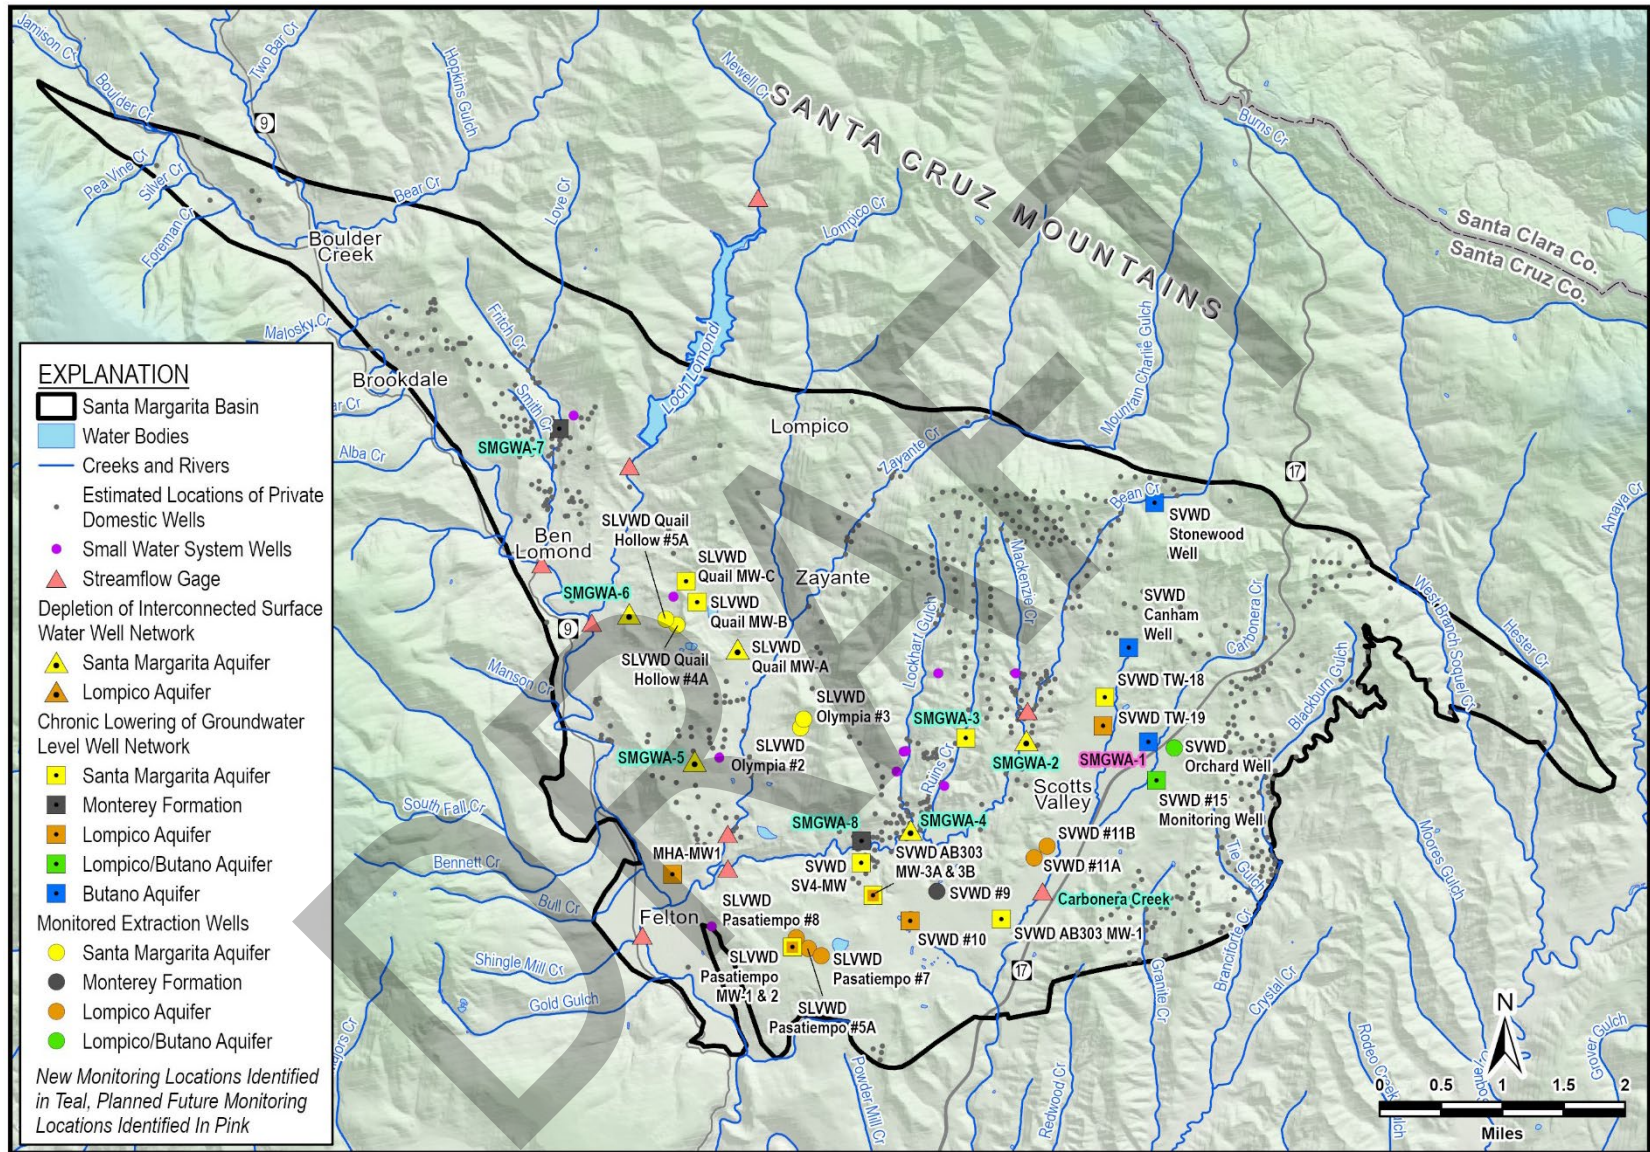 Jamison Cr
Boulder Cr
Two Bar Cr
Hopkins Gulch
Newell Cr
9
Pea Vine Cr
Silver Cr
Foreman Cr
Bear Cr
Love Cr
Lompico Cr
SANTA CRUZ MOUNTAINS
Burns Cr
Santa Clara Co.
Santa Cruz Co.
Boulder
Creek
Malosky Cr
Fritch Cr
Loch Lomond
Mountain Charlie Gulch
Brookdale
ar Cr
Smith Cr
Lompico
Zayante Cr
17
Alba Cr
SMGWA-7
Bean Cr
SVWD
Stonewood
Well
Amaya Cr
Ben
Lomond
SLVWD Quail
Hollow #5A
SLVWD
Quail MW-C
Zayante
Mackenzie Cr
Lockhart Gulch
SMGWA-6
SLVWD
Quail MW-B
SVWD
Canham
Well
Carbonera Cr
West Branch Soquel Cr
Hester Cr
9
SLVWD Quail
Hollow #4A
SLVWD
Quail MW-A
Manson Cr
SVWD TW-18
Blackburn Gulch
SLVWD
Olympia #3
SMGWA-3
SVWD TW-19
SLVWD
Olympia #2
SMGWA-5
Ruins Cr
SMGWA-2
SMGWA-1
SVWD
Orchard Well
Scotts
Valley
SVWD #15
Monitoring Well
South Fall Cr
SMGWA-8
SMGWA-4
SVWD #11B
Bennett Cr
MHA-MW1
SVWD
SV4-MW
SVWD AB303
MW-3A & 3B
SVWD #11A
Tie Gulch
Moores Gulch
Bull Cr
SVWD #9
Carbonera Creek
Felton
SLVWD
Pasatiempo #8
SVWD #10
SVWD AB303 MW-1
Shingle Mill Cr
SLVWD
Pasatiempo
MW-1 & 2
SLVWD
Pasatiempo #7
17
Gold Gulch
SLVWD
Pasatiempo #5A
Granite Cr
Branciforte Cr
Crystal Cr
Majors Cr
Powder Mill Cr
Redwood Cr
Rodeo Creek Gulch
Grover Gulch
DRAFT
EXPLANATION
Santa Margarita Basin
Water Bodies
Creeks and Rivers
Estimated Locations of Private
Domestic Wells
Small Water System Wells
Streamflow Gage
Depletion of Interconnected Surface
Water Well Network
Santa Margarita Aquifer
Lompico Aquifer
Chronic Lowering of Groundwater
Level Well Network
Santa Margarita Aquifer
Monterey Formation
Lompico Aquifer
Lompico/Butano Aquifer
Butano Aquifer
Monitored Extraction Wells
Santa Margarita Aquifer
Monterey Formation
Lompico Aquifer
Lompico/Butano Aquifer
New Monitoring Locations Identified
in Teal, Planned Future Monitoring
Locations Identified In Pink
N
0 0.5 1 1.5 2
Miles